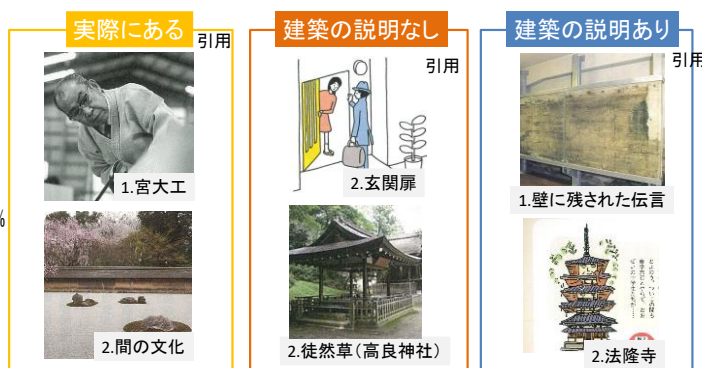 実際にある
引用
1.宮大工
2.間の文化
%
建築の説明なし
引用
2.玄関扉
2.徒然草(高良神社)
建築の説明あり
引用
1.壁に残された伝言
2.法隆寺